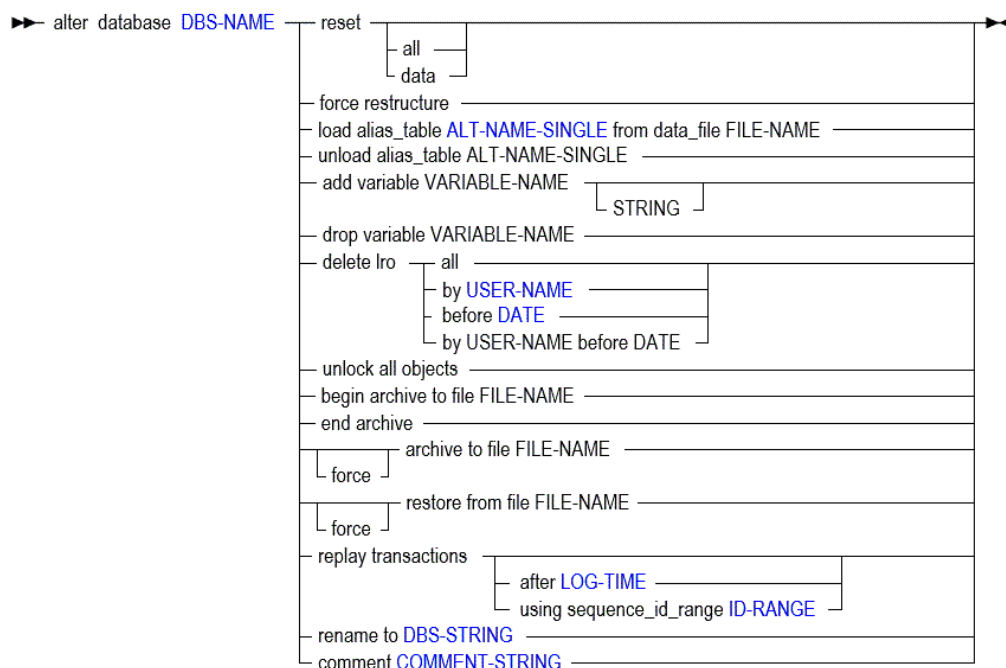 alter database DBS-NAME reset
all
data
force restructure
load alias_table ALT-NAME-SINGLE from data_file FILE-NAME
unload alias_table ALT-NAME-SINGLE
add variable VARIABLE-NAME
STRING
drop variable VARIABLE-NAME
delete lro all
by USER-NAME
before DATE
by USER-NAME before DATE
unlock all objects
begin archive to file FILE-NAME
end archive
archive to file FILE-NAME
force
restore from file FILE-NAME
force
replay transactions
after LOG-TIME
using sequence_id_range ID-RANGE
rename to DBS-STRING
comment COMMENT-STRING